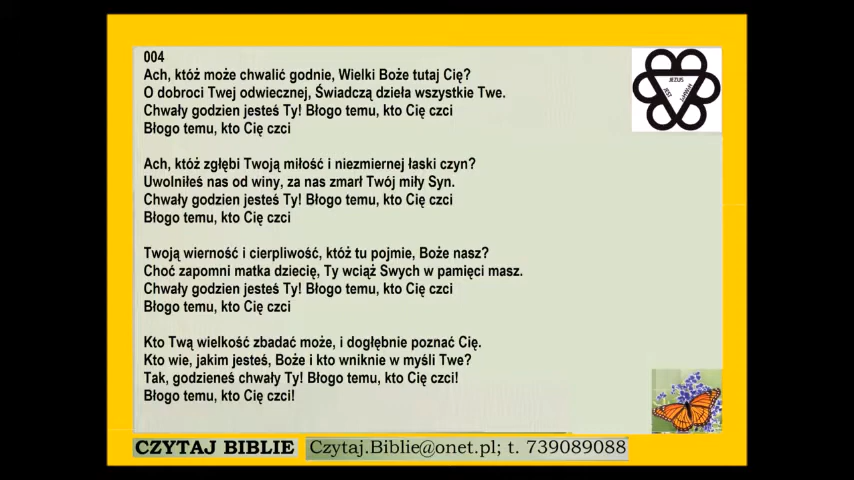 004
Ach, któż może chwalić godnie, Wielki Boże tutaj Cię?
O dobroci Twej odwiecznej, Świadczą dzieła wszystkie Twe.
Chwały godzien jesteś Ty! Błogo temu, kto Cię czci
Błogo temu, kto Cię czci
Ach, któż zgłębi Twoją miłość i niezmiernej łaski czyn?
Uwolniłeś nas od winy, za nas zmarł Twój miły Syn.
Chwały godzien jesteś Ty! Błogo temu, kto Cię czci
Błogo temu, kto Cię czci
Twoją wierność i cierpliwość, któż tu pojmie, Boże nasz?
Choć zapomni matka dziecię, Ty wciąż Swych w pamięci masz.
Chwały godzien jesteś Ty! Błogo temu, kto Cię czci
Błogo temu, kto Cię czci
Kto Twą wielkość zbadać może, i dogłębnie poznać Cię.
Kto wie, jakim jesteś, Boże i kto wniknie w myśli Twe?
Tak, godzieneś chwały Ty! Błogo temu, kto Cię czci!
Błogo temu, kto Cię czci!
JEZUS
JEST
CZYTAJ BIBLIE
Czytaj.Biblie@onet.pl; t. 739089088